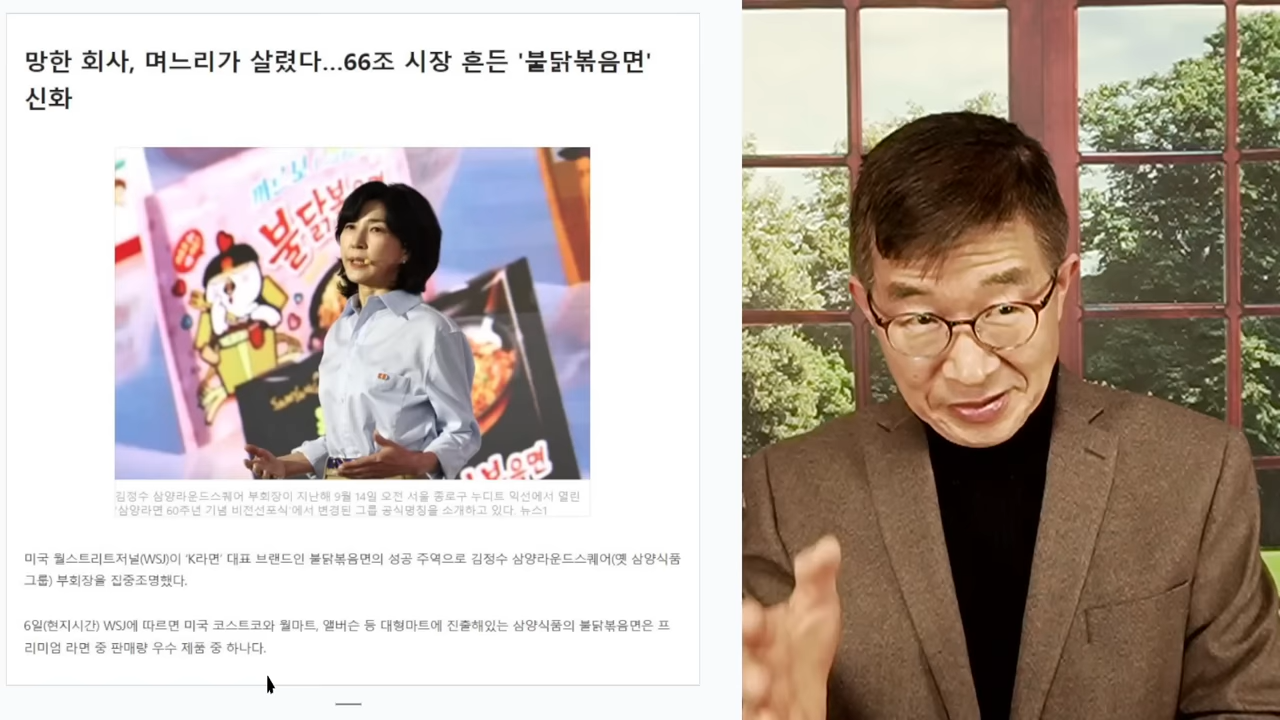 망한 회사, 며느리가 살렸다...66조 시장 흔든 '불닭볶음면'
신화
불닭볶음면
볶음면
김정수 삼양라운드스퀘어 부회장이 지난해 9월 14일 오전 서울 종로구 누디트 익선에서 열린
'삼양라면 60주년 기념 비전선포식'에서 변경된 그룹 공식명칭을 소개하고 있다. 뉴스1
미국 월스트리트저널(WSJ)이 'K라면' 대표 브랜드인 불닭볶음면의 성공 주역으로 김정수 삼양라운드스퀘어(옛 삼양식품
그룹) 부회장을 집중조명했다.
6일(현지시간) WSJ에 따르면 미국 코스트코와 월마트, 앨버슨 등 대형마트에 진출해있는 삼양식품의 불닭볶음면은 프
리미엄 라면 중 판매량 우수 제품 중 하나다.